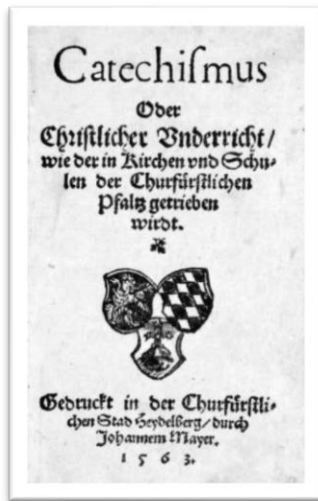 Catechiſmus
Oder
Chriſtlicher Vnderricht/
wie der in Kirchen vnd Schu-
len der Churfürſtlichen
Pfaltz getrieben
wirdt.
Gedruckt in der Churfürſtli-
chen Stad Heydelberg/ durch
Johannem Mayer.
1563.